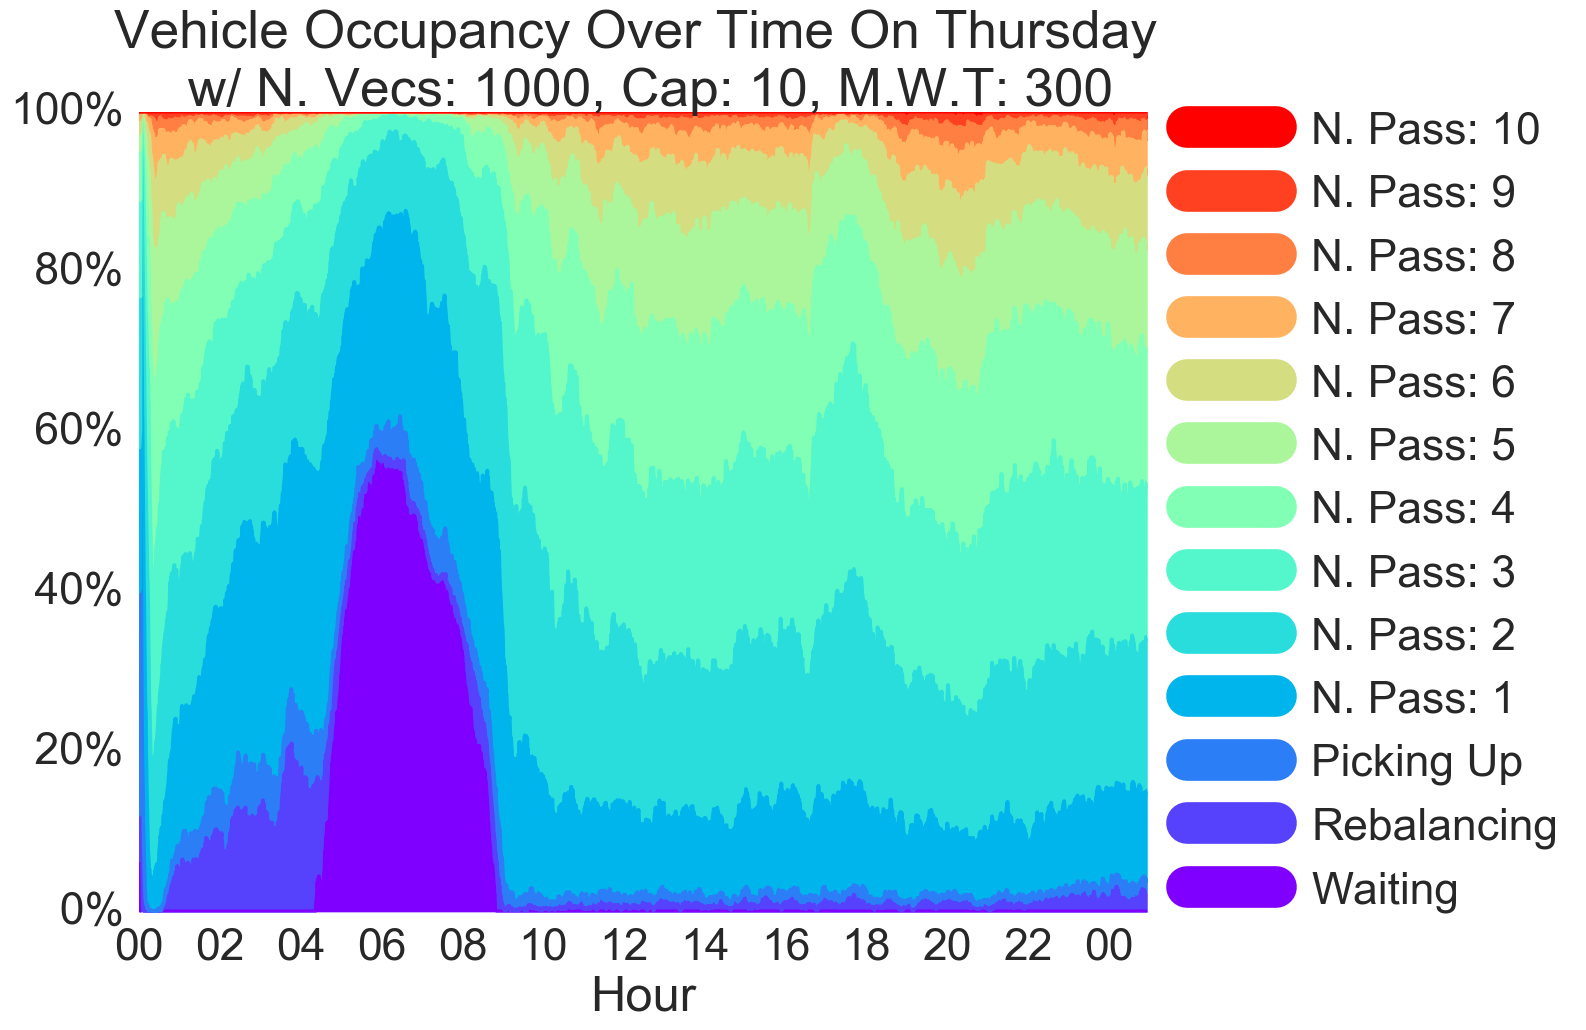 Vehicle Occupancy Over Time On Thursday
w/ N. Vecs: 1000, Cap: 10, M.W.T: 300
100%
80%
60%
40%
20%
0%
00 02 04 06 08 10 12 14 16 18 20 22 00
Hour
N. Pass: 10
N. Pass: 9
N. Pass: 8
N. Pass: 7
N. Pass: 6
N. Pass: 5
N. Pass: 4
N. Pass: 3
N. Pass: 2
N. Pass: 1
Picking Up
Rebalancing
Waiting